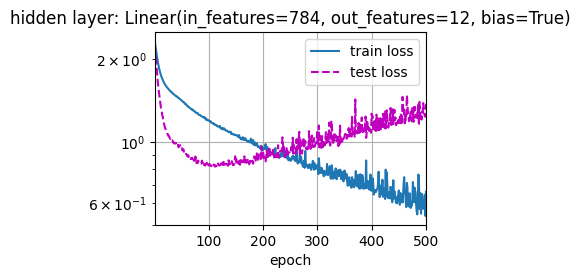 hidden layer: Linear(in_features=784, out_features=12, bias=True)
train loss
test loss
2 × 10⁰
10⁰
6 × 10⁻¹
100 200 300 400 500
epoch